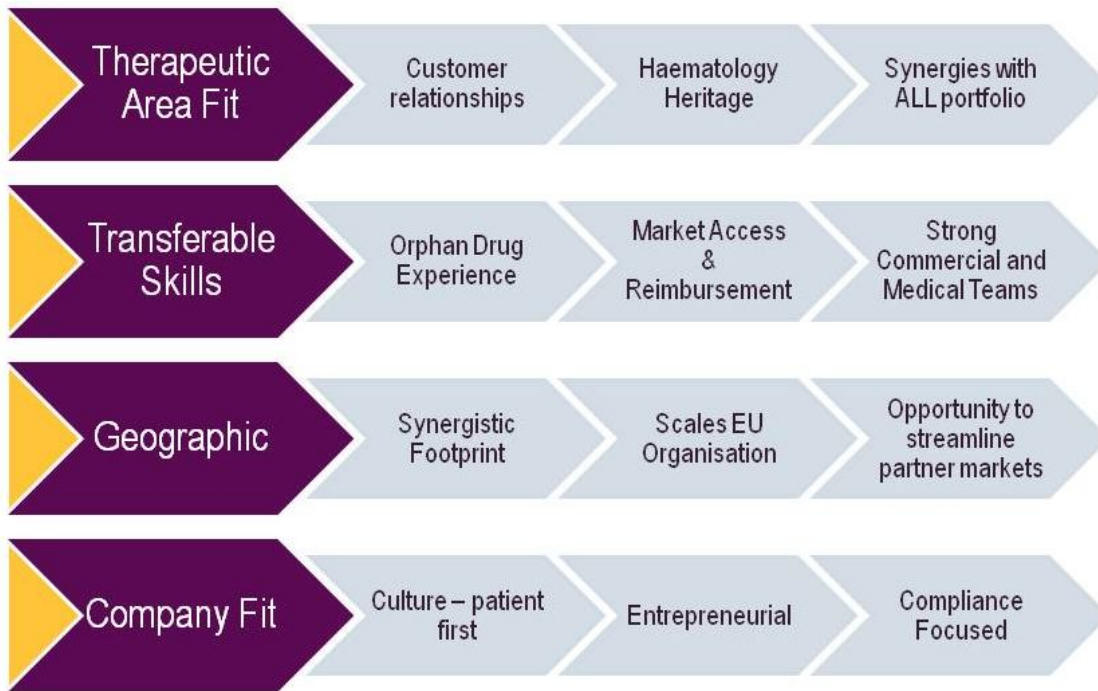 Therapeutic
Area Fit
Customer
relationships
Haematology
Heritage
Synergies with
ALL portfolio
Transferable
Skills
Orphan Drug
Experience
Market Access
&
Reimbursement
Strong
Commercial and
Medical Teams
Geographic
Synergistic
Footprint
Scales EU
Organisation
Opportunity to
streamline
partner markets
Company Fit
Culture – patient
first
Entrepreneurial
Compliance
Focused